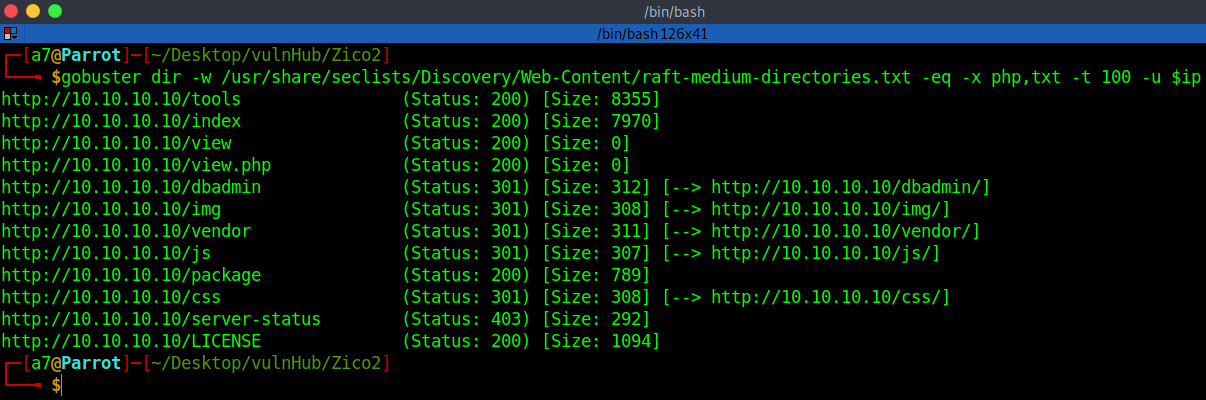 /bin/bash
/bin/bash 126x41
┌─[a7@Parrot]─[~/Desktop/vulnHub/Zico2]
└──╼ $gobuster dir -w /usr/share/seclists/Discovery/Web-Content/raft-medium-directories.txt -eq -x php,txt -t 100 -u $ip
http://10.10.10.10/tools (Status: 200) [Size: 8355]
http://10.10.10.10/index (Status: 200) [Size: 7970]
http://10.10.10.10/view (Status: 200) [Size: 0]
http://10.10.10.10/view.php (Status: 200) [Size: 0]
http://10.10.10.10/dbadmin (Status: 301) [Size: 312] [--> http://10.10.10.10/dbadmin/]
http://10.10.10.10/img (Status: 301) [Size: 308] [--> http://10.10.10.10/img/]
http://10.10.10.10/vendor (Status: 301) [Size: 311] [--> http://10.10.10.10/vendor/]
http://10.10.10.10/js (Status: 301) [Size: 307] [--> http://10.10.10.10/js/]
http://10.10.10.10/package (Status: 200) [Size: 789]
http://10.10.10.10/css (Status: 301) [Size: 308] [--> http://10.10.10.10/css/]
http://10.10.10.10/server-status (Status: 403) [Size: 292]
http://10.10.10.10/LICENSE (Status: 200) [Size: 1094]
┌─[a7@Parrot]─[~/Desktop/vulnHub/Zico2]
└──╼ $